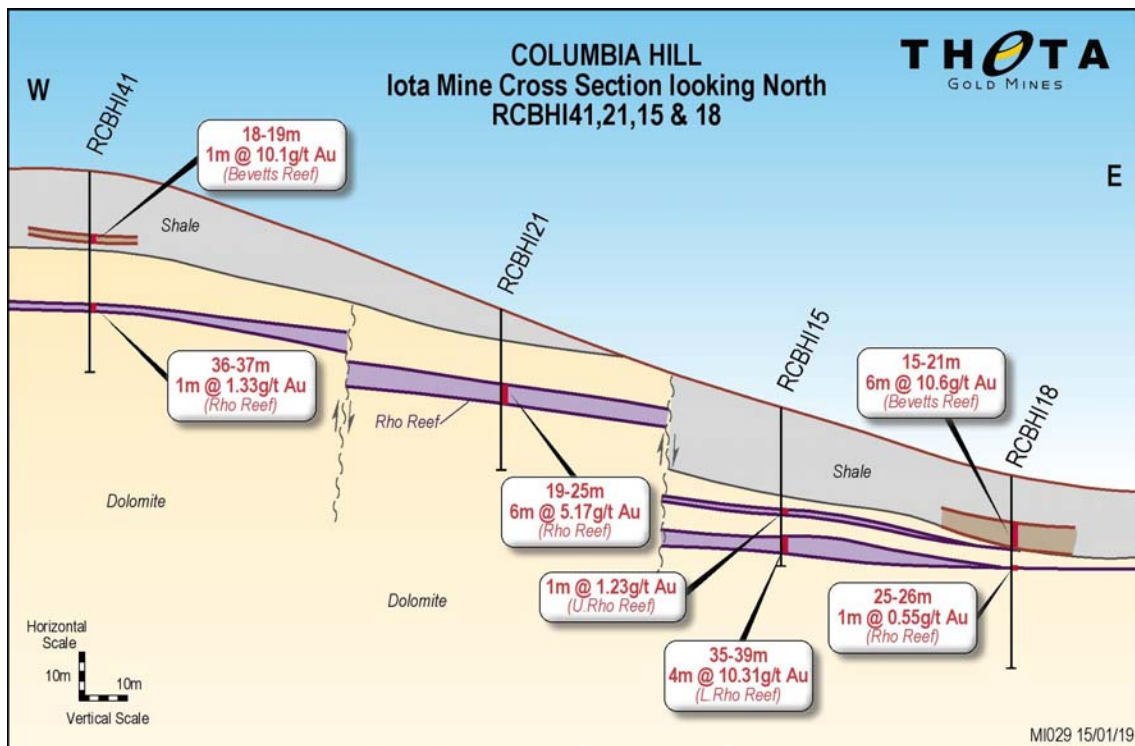 COLUMBIA HILL
Iota Mine Cross Section looking North
RCBHI41,21,15 & 18
THETA
GOLD MINES
W
E
RCBHI41
18-19m
1m @ 10.1g/t Au
(Bevetts Reef)
Shale
RCBHI21
RCBHI15
RCBHI18
36-37m
1m @ 1.33g/t Au
(Rho Reef)
Rho Reef
15-21m
6m @ 10.6g/t Au
(Bevetts Reef)
Shale
Dolomite
19-25m
6m @ 5.17g/t Au
(Rho Reef)
1m @ 1.23g/t Au
(U.Rho Reef)
25-26m
1m @ 0.55g/t Au
(Rho Reef)
Dolomite
35-39m
4m @ 10.31g/t Au
(L.Rho Reef)
Horizontal
Scale
10m
10m
Vertical Scale
MI029 15/01/19